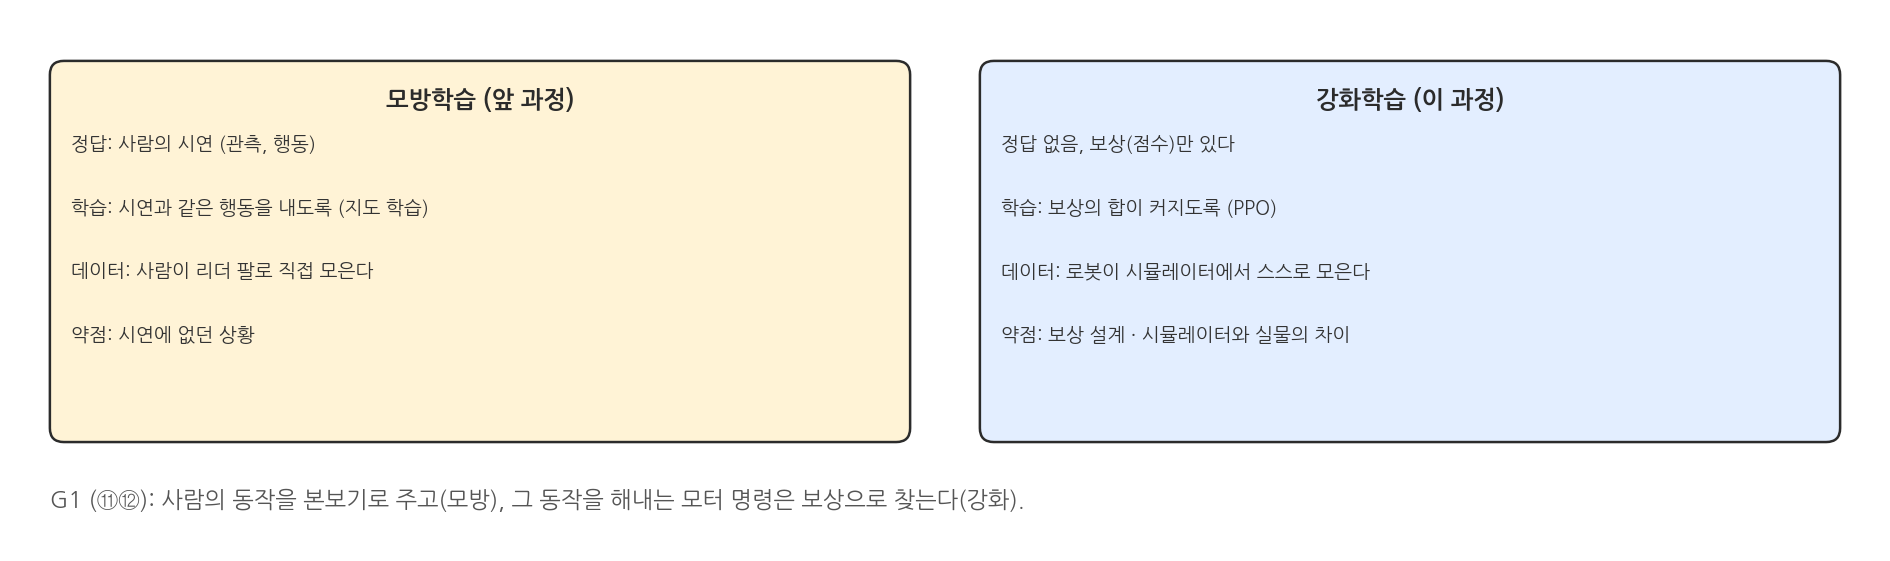 모방학습 (앞 과정)
정답: 사람의 시연 (관측, 행동)
학습: 시연과 같은 행동을 내도록 (지도 학습)
데이터: 사람이 리더 팔로 직접 모은다
약점: 시연에 없던 상황
강화학습 (이 과정)
정답 없음, 보상(점수)만 있다
학습: 보상의 합이 커지도록 (PPO)
데이터: 로봇이 시뮬레이터에서 스스로 모은다
약점: 보상 설계 · 시뮬레이터와 실물의 차이
G1 (⑪⑫): 사람의 동작을 본보기로 주고(모방), 그 동작을 해내는 모터 명령은 보상으로 찾는다(강화).